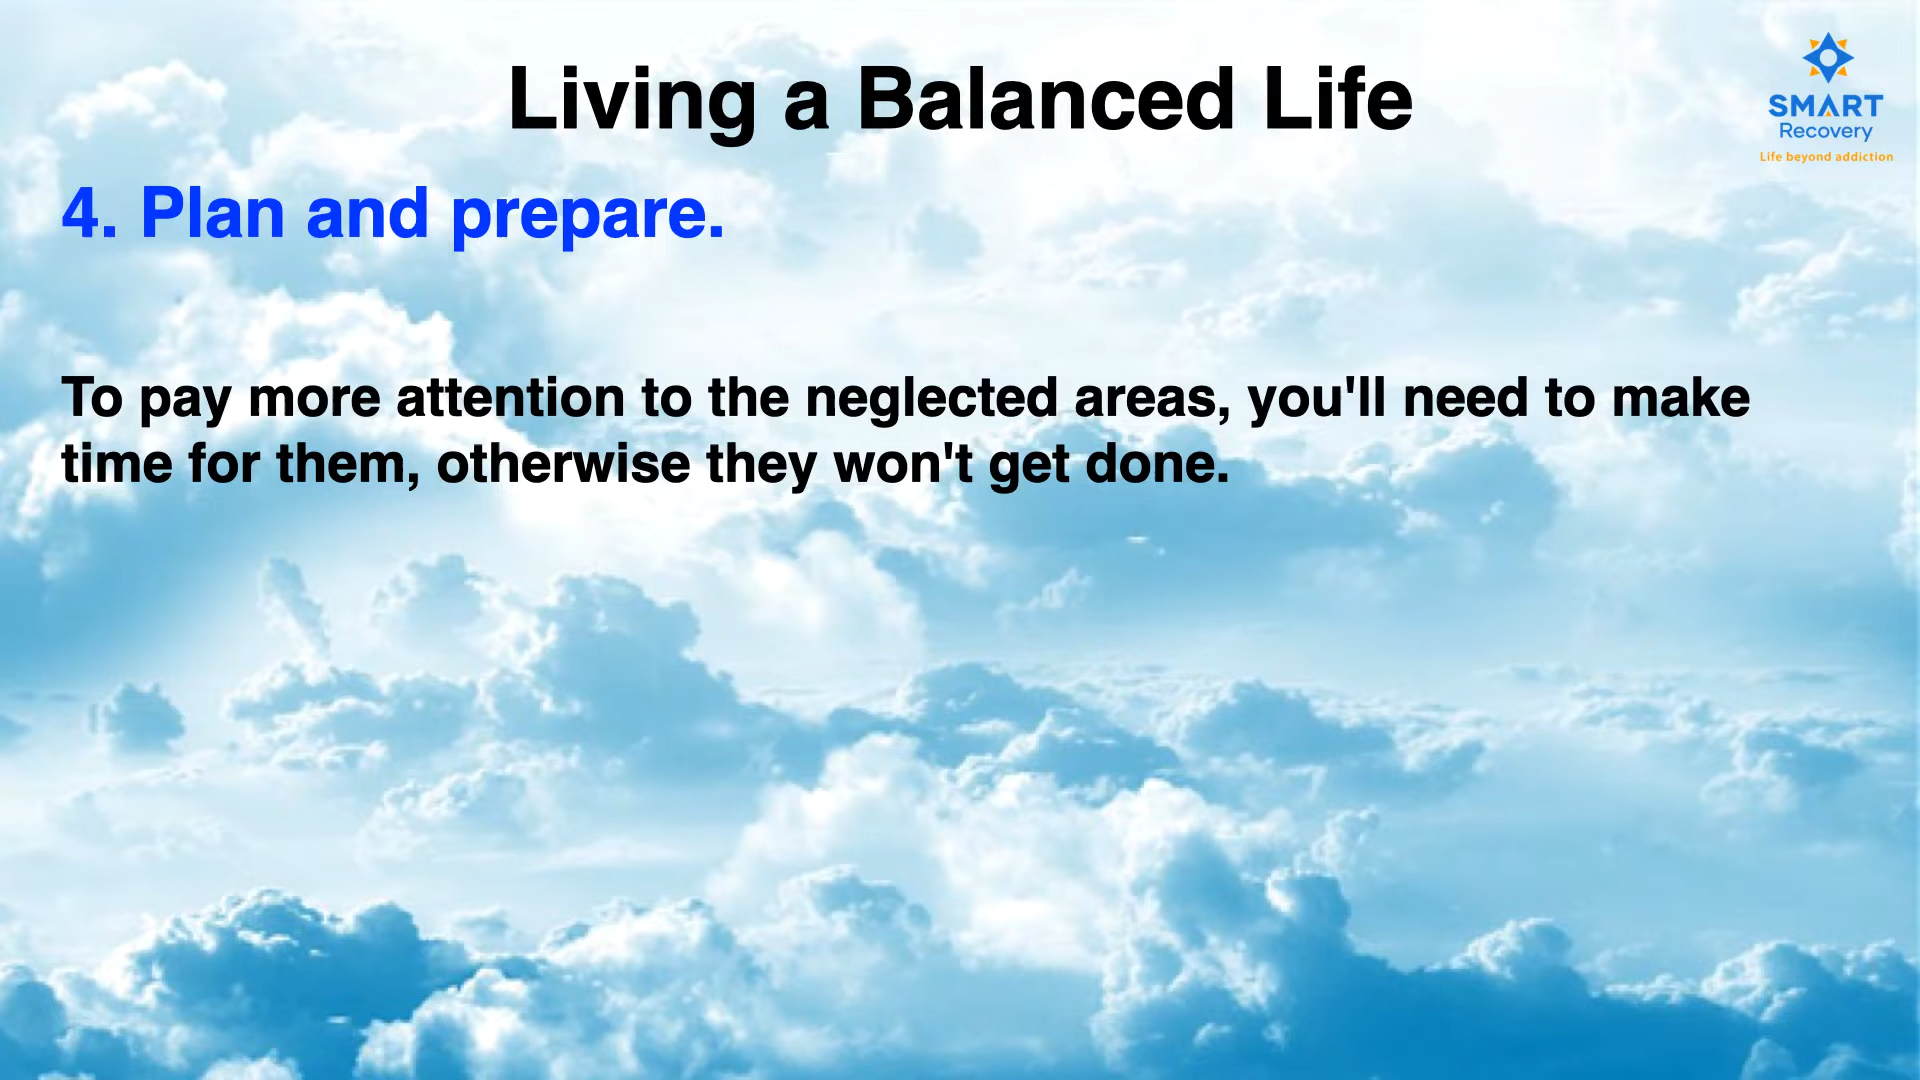 Living a Balanced Life
SMART
Recovery
Life beyond addiction
4. Plan and prepare.
To pay more attention to the neglected areas, you'll need to make
time for them, otherwise they won't get done.